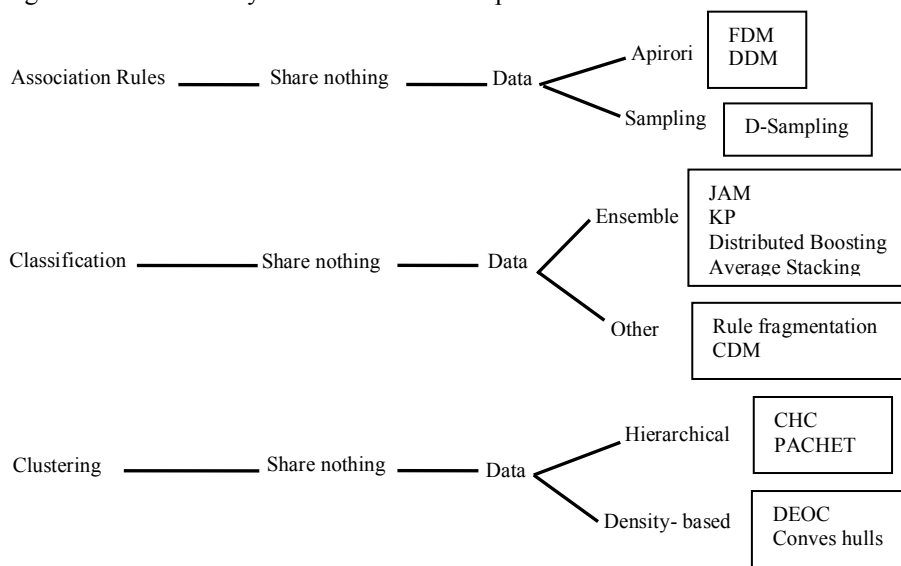 FDM
Apirori
DDM
Association Rules Share nothing Data
Sampling
D-Sampling
JAM
Ensemble KP
Distributed Boosting
Average Stacking
Classification Share nothing Data
Other Rule fragmentation
CDM
CHC
Hierarchical
PACHET
Clustering Share nothing Data
Density- based DEOC
Conves hulls